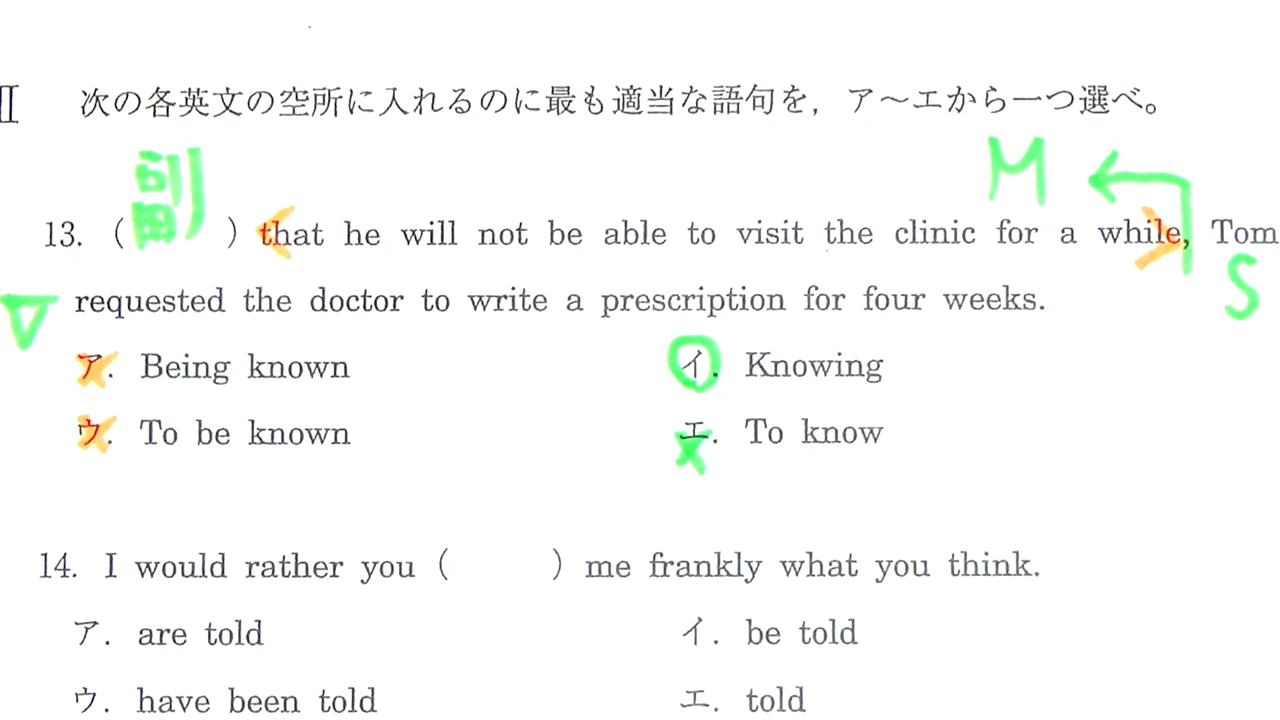 II 次の各英文の空所に入れるのに最も適当な語句を，ア～エから一つ選べ。
副 M
13. ( ) that he will not be able to visit the clinic for a while, Tom
S
V requested the doctor to write a prescription for four weeks.
ア. Being known イ. Knowing
ウ. To be known エ. To know
14. I would rather you ( ) me frankly what you think.
ア. are told イ. be told
ウ. have been told エ. told